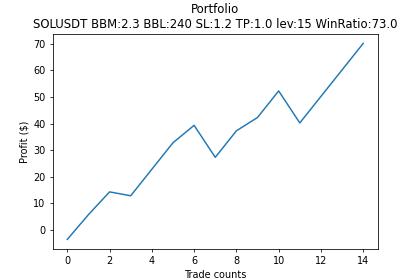 Portfolio
SOLUSDT BBM:2.3 BBL:240 SL:1.2 TP:1.0 lev:15 WinRatio:73.0
70
60
50
40
30
20
10
0
Profit ($)
0 2 4 6 8 10 12 14
Trade counts